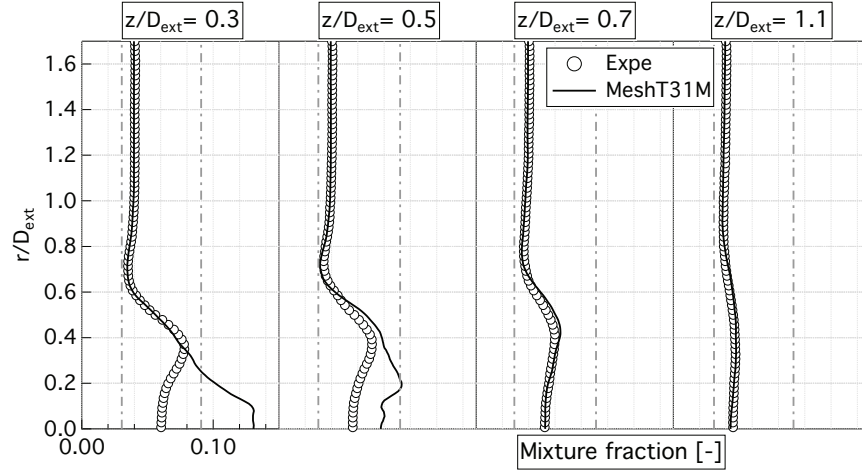 z/Dext= 0.3
z/Dext= 0.5
z/Dext= 0.7
z/Dext= 1.1
1.6
1.4
1.2
1.0
0.8
0.6
0.4
0.2
0.0
r/Dext
Expe
MeshT31M
0.00
0.10
Mixture fraction [-]